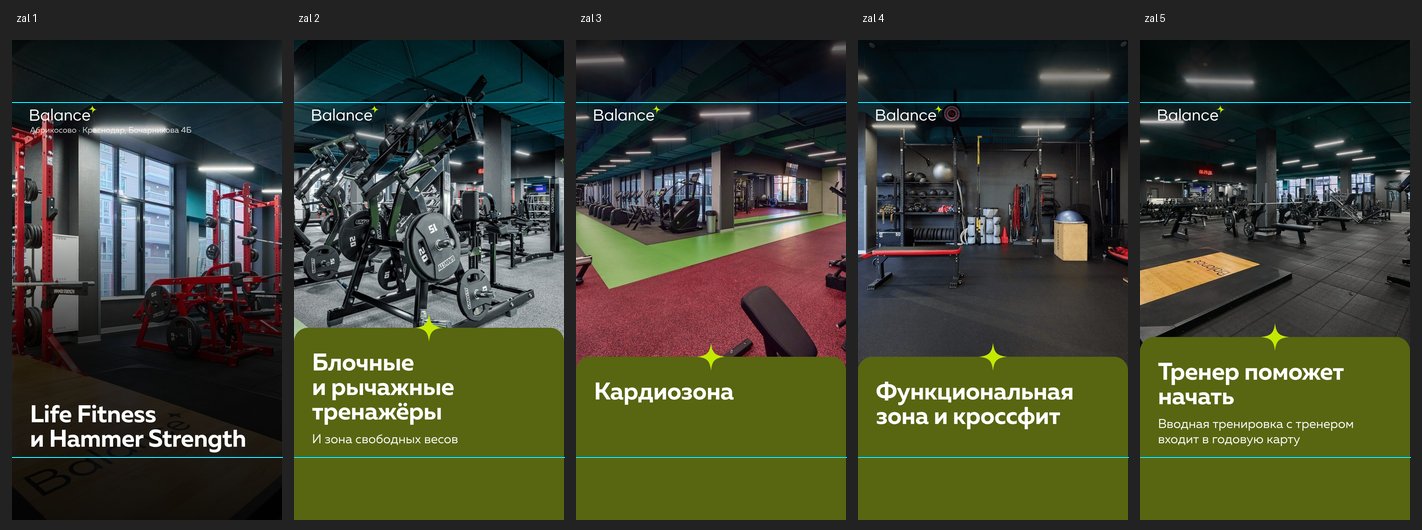 zal 1
Balance
Абрикосово · Краснодар, Бочарникова 4Б
Life Fitness
и Hammer Strength
Balance
zal 2
Balance
Блочные
и рычажные
тренажёры
И зона свободных весов
zal 3
Balance
Кардиозона
zal 4
Balance
Функциональная
зона и кроссфит
zal 5
Balance
Тренер поможет
начать
Вводная тренировка с тренером
входит в годовую карту